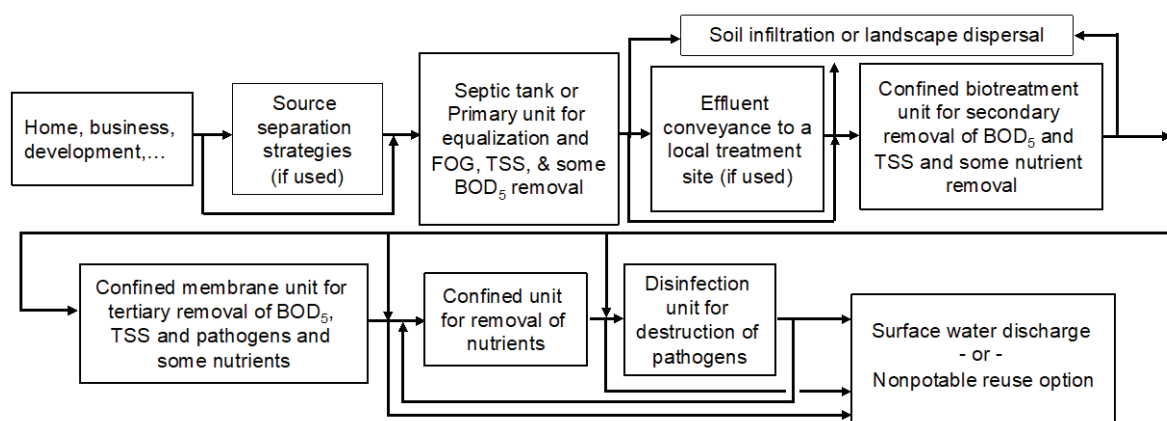 Soil infiltration or landscape dispersal
Home, business,
development,...
Source
separation
strategies
(if used)
Septic tank or
Primary unit for
equalization and
FOG, TSS, & some
BOD₅ removal
Effluent
conveyance to a
local treatment
site (if used)
Confined biotreatment
unit for secondary
removal of BOD₅ and
TSS and some nutrient
removal
Confined membrane unit for
tertiary removal of BOD₅,
TSS and pathogens and
some nutrients
Confined unit
for removal of
nutrients
Disinfection
unit for
destruction of
pathogens
Surface water discharge
- or -
Nonpotable reuse option